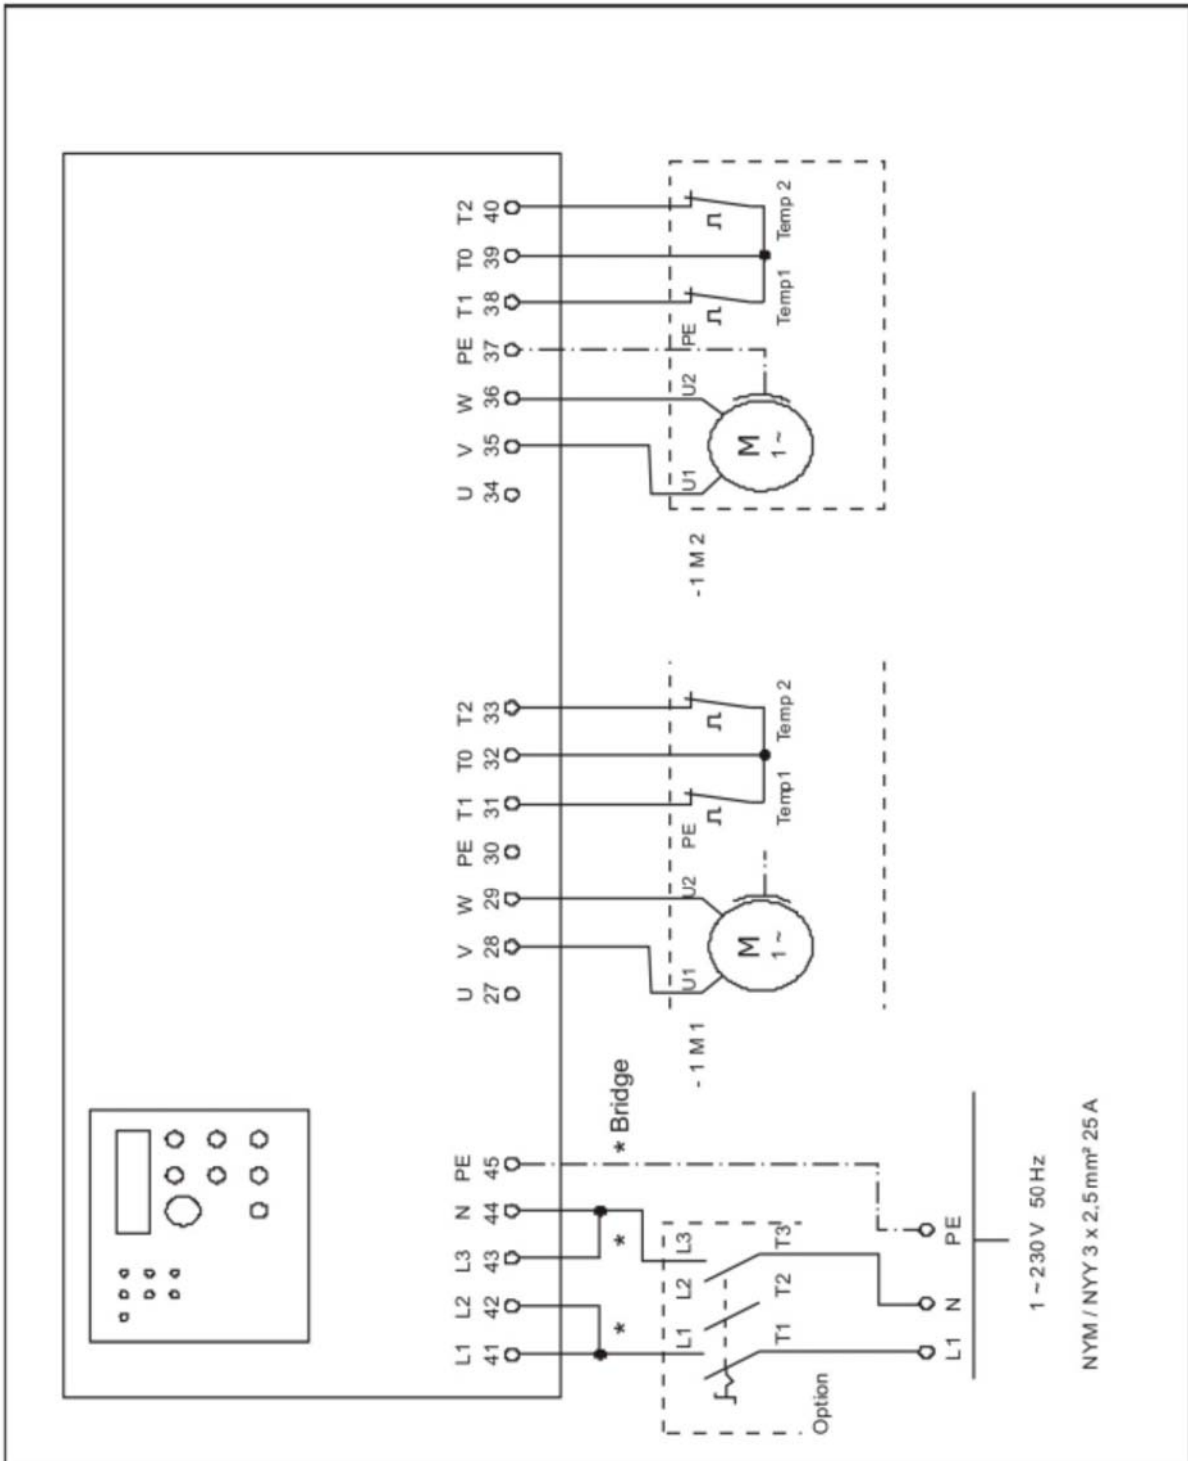 L1 L2 L3 N PE
41 42 43 44 45
U V W PE T1 T0 T2
27 28 29 30 31 32 33
U V W PE T1 T0 T2
34 35 36 37 38 39 40
* *
* Bridge
L1 L2 L3
T1 T2 T3
Option
- 1 M 1
U1 U2 PE
M
1 ~
Temp1 Temp 2
- 1 M 2
U1 U2 PE
M
1 ~
Temp1 Temp 2
L1 N PE
1 ~ 230 V 50 Hz
NYM / NYY 3 x 2,5 mm² 25 A